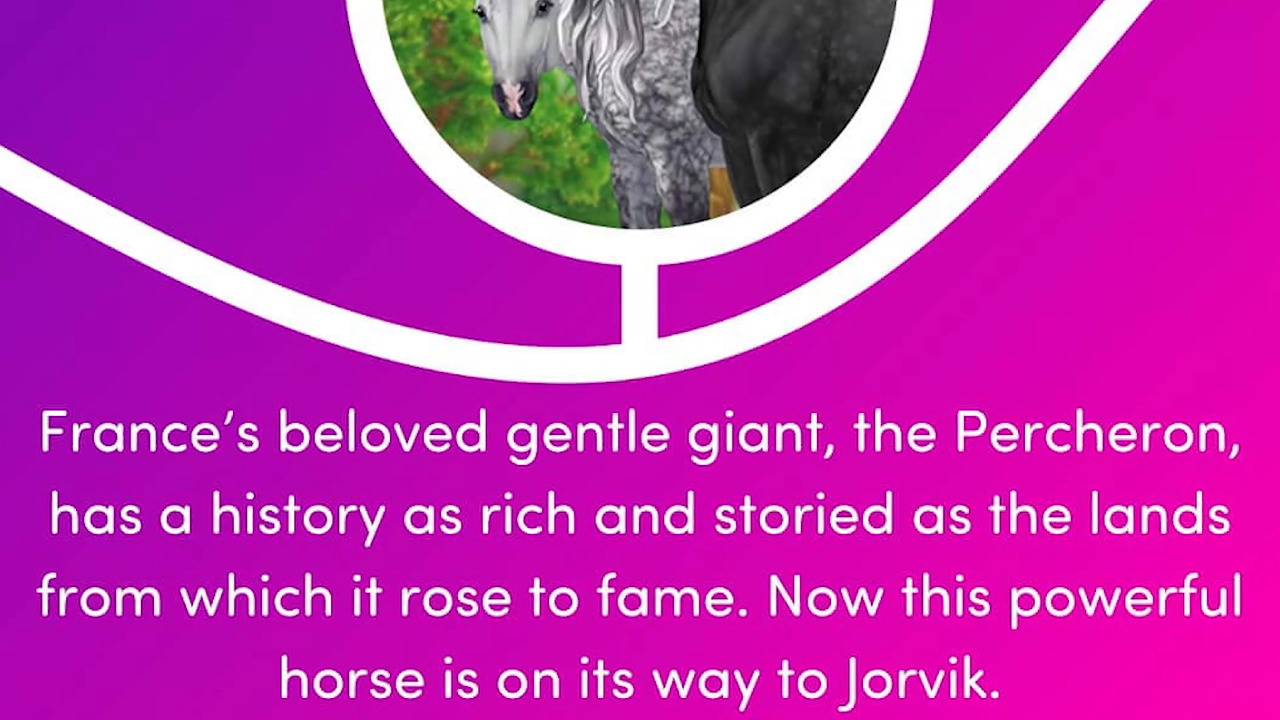 France’s beloved gentle giant, the Percheron,
has a history as rich and storied as the lands
from which it rose to fame. Now this powerful
horse is on its way to Jorvik.